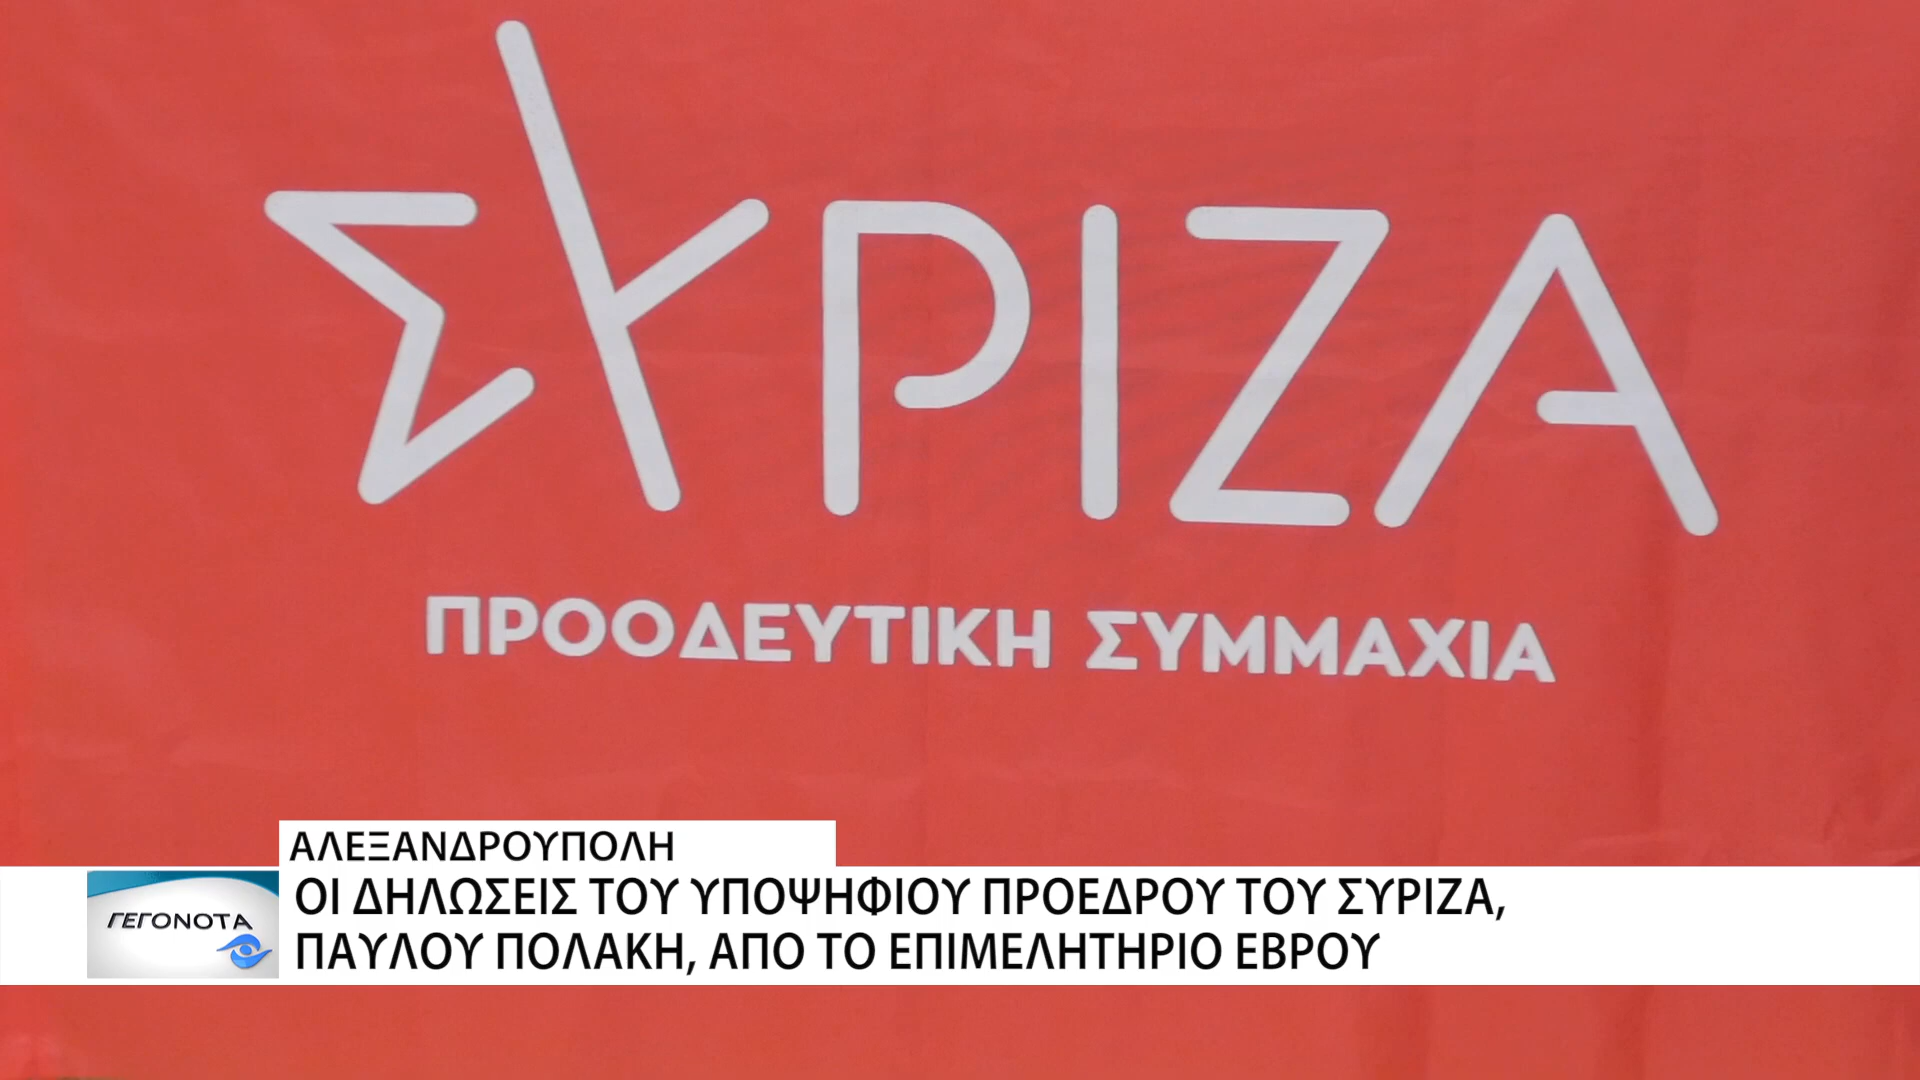 ΣΥΡΙΖΑ
ΠΡΟΟΔΕΥΤΙΚΗ ΣΥΜΜΑΧΙΑ
ΑΛΕΞΑΝΔΡΟΥΠΟΛΗ
ΓΕΓΟΝΟΤΑ
ΟΙ ΔΗΛΩΣΕΙΣ ΤΟΥ ΥΠΟΨΗΦΙΟΥ ΠΡΟΕΔΡΟΥ ΤΟΥ ΣΥΡΙΖΑ,
ΠΑΥΛΟΥ ΠΟΛΑΚΗ, ΑΠΟ ΤΟ ΕΠΙΜΕΛΗΤΗΡΙΟ ΕΒΡΟΥ